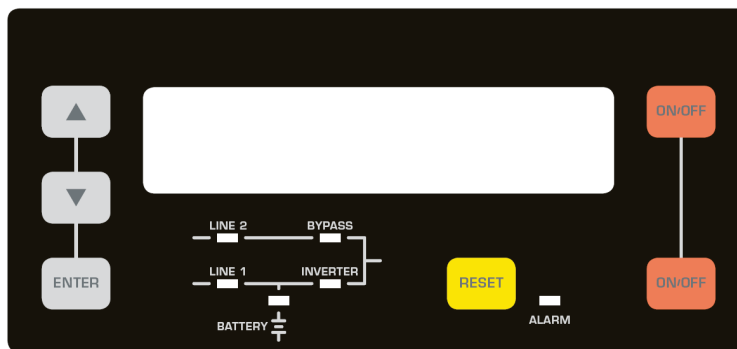 ON/OFF
LINE 2 BYPASS
LINE 1 INVERTER
ENTER RESET ON/OFF
BATTERY ALARM